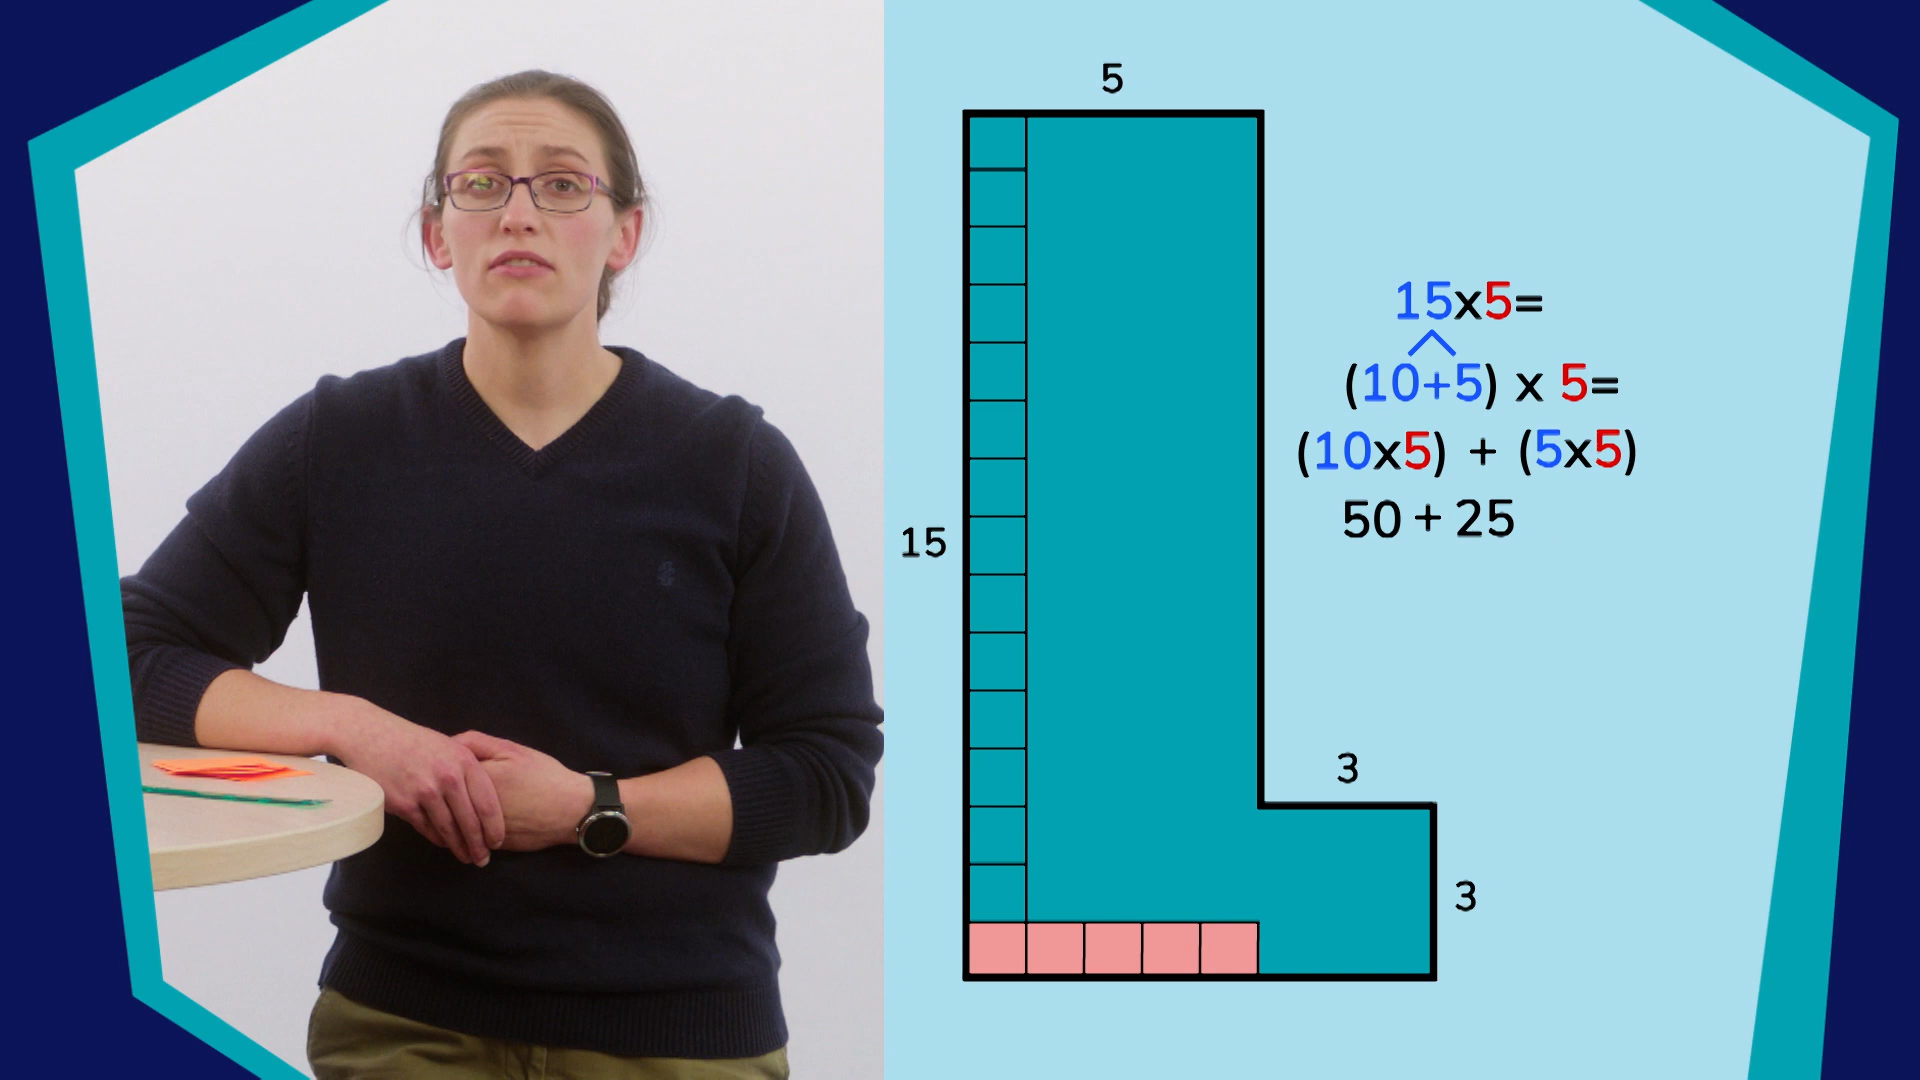 5
15
3
3
15x5=
(10+5) x 5=
(10x5) + (5x5)
50 + 25